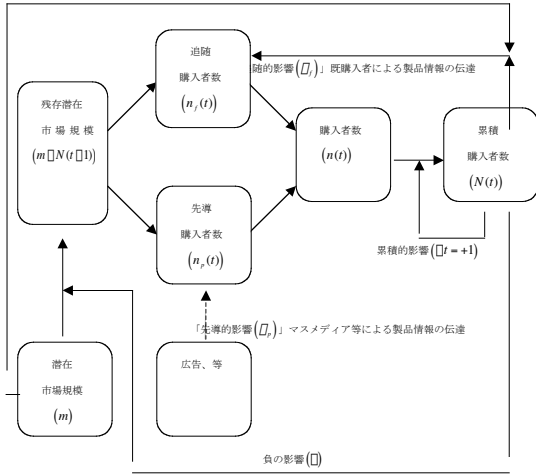 追随
購入者数
(n_f(t))
随的影響(□_f)」既購入者による製品情報の伝達
残存潜在
市場規模
(m□N(t□1))
購入者数
(n(t))
累積
購入者数
(N(t))
先導
購入者数
(n_p(t))
累積的影響(□t = +1)
「先導的影響(□_p)」マスメディア等による製品情報の伝達
潜在
市場規模
(m)
広告、等
負の影響(□)